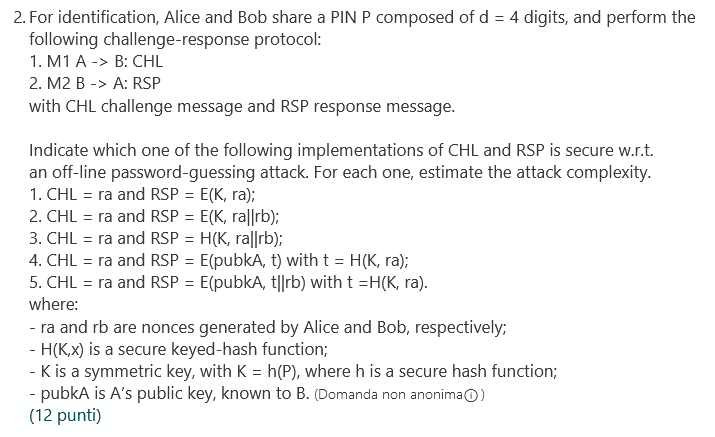 2. For identification, Alice and Bob share a PIN P composed of d = 4 digits, and perform the
following challenge-response protocol:
1. M1 A -> B: CHL
2. M2 B -> A: RSP
with CHL challenge message and RSP response message.
Indicate which one of the following implementations of CHL and RSP is secure w.r.t.
an off-line password-guessing attack. For each one, estimate the attack complexity.
1. CHL = ra and RSP = E(K, ra);
2. CHL = ra and RSP = E(K, ra||rb);
3. CHL = ra and RSP = H(K, ra||rb);
4. CHL = ra and RSP = E(pubkA, t) with t = H(K, ra);
5. CHL = ra and RSP = E(pubkA, t||rb) with t =H(K, ra).
where:
- ra and rb are nonces generated by Alice and Bob, respectively;
- H(K,x) is a secure keyed-hash function;
- K is a symmetric key, with K = h(P), where h is a secure hash function;
- pubkA is A's public key, known to B. (Domanda non anonima)
(12 punti)